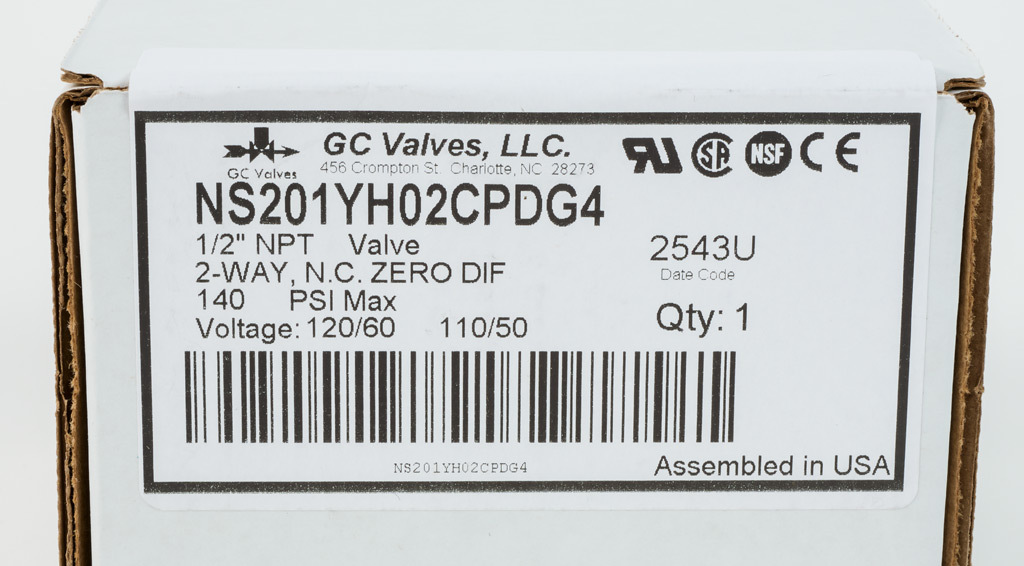 GC Valves
GC Valves, LLC.
456 Crompton St. Charlotte, NC 28273
NS201YH02CPDG4
1/2" NPT Valve
2-WAY, N.C. ZERO DIF
140 PSI Max
Voltage: 120/60 110/50
RU SA NSF CE
2543U
Date Code
Qty: 1
NS201YH02CPDG4
Assembled in USA